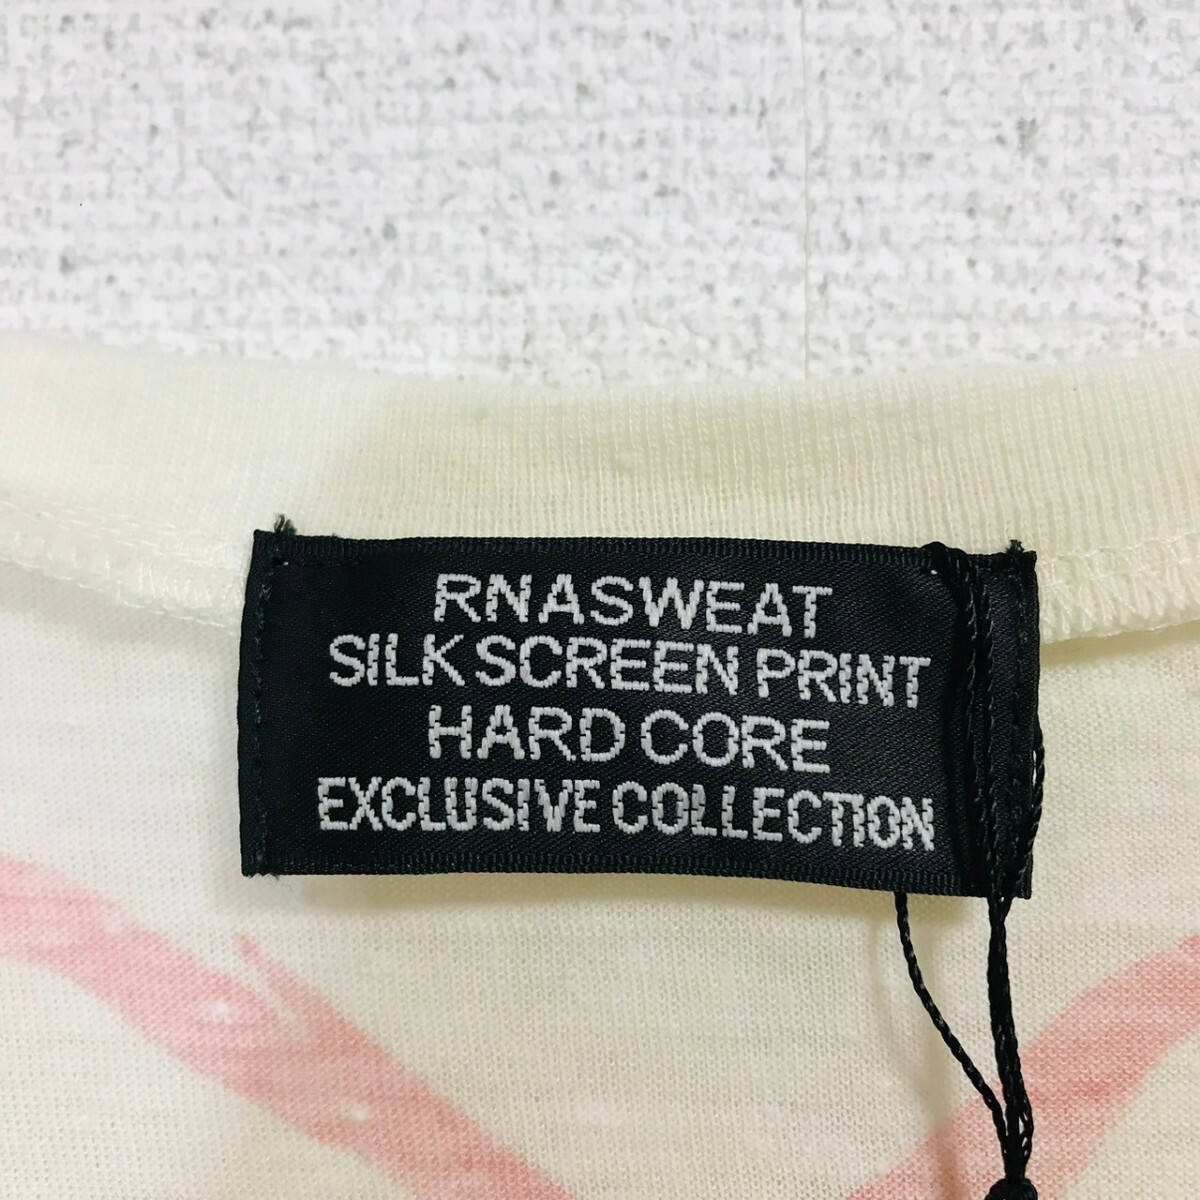 RNASWEAT
SILK SCREEN PRINT
HARD CORE
EXCLUSIVE COLLECTION